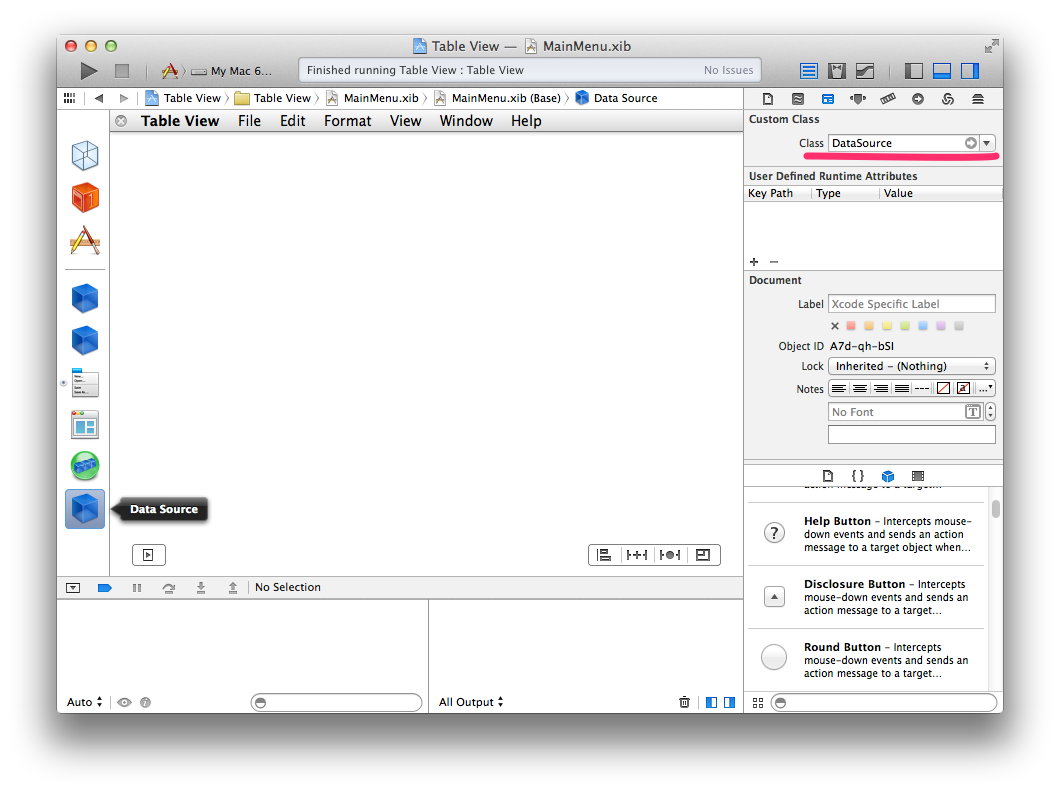 Table View — MainMenu.xib
My Mac 6...
Finished running Table View : Table View
No Issues
Table View
Table View
MainMenu.xib
MainMenu.xib (Base)
Data Source
Table View File Edit Format View Window Help
Data Source
No Selection
Auto
All Output
Custom Class
Class DataSource
User Defined Runtime Attributes
Key Path Type Value
Document
Label Xcode Specific Label
Object ID A7d-qh-bSI
Lock Inherited - (Nothing)
Notes
No Font
action message to a target...
Help Button - Intercepts mouse-
down events and sends an action
message to a target object when...
Disclosure Button - Intercepts
mouse-down events and sends an
action message to a target...
Round Button - Intercepts
mouse-down events and sends an
action message to a target...